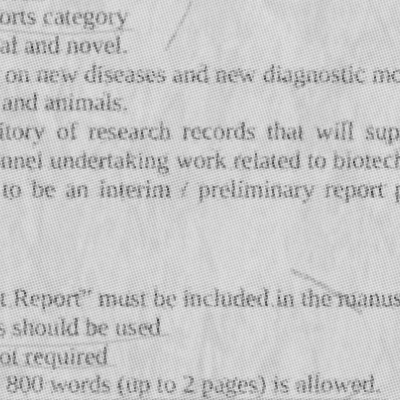 orts category
al and novel.
on new diseases and new diagnostic mo
and animals.
itory of research records that will sup
onnel undertaking work related to biotech
to be an interim / preliminary report p
t Report" must be included in the manus
s should be used
ot required
800 words (up to 2 pages) is allowed.